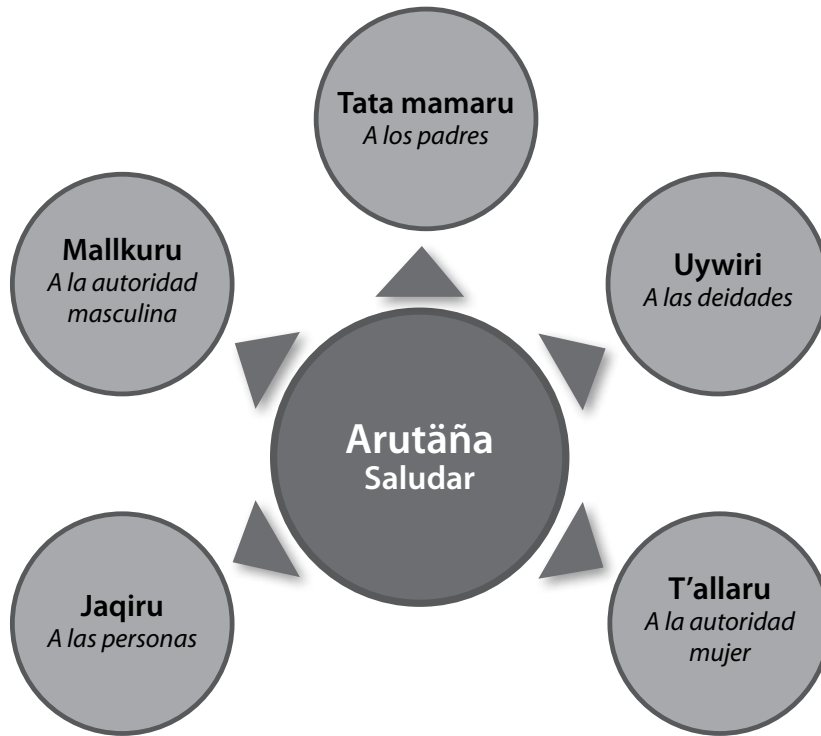 Tata mamaru
A los padres
Mallkuru
A la autoridad
masculina
Uywiri
A las deidades
Arutäña
Saludar
Jaqiru
A las personas
T'allaru
A la autoridad
mujer